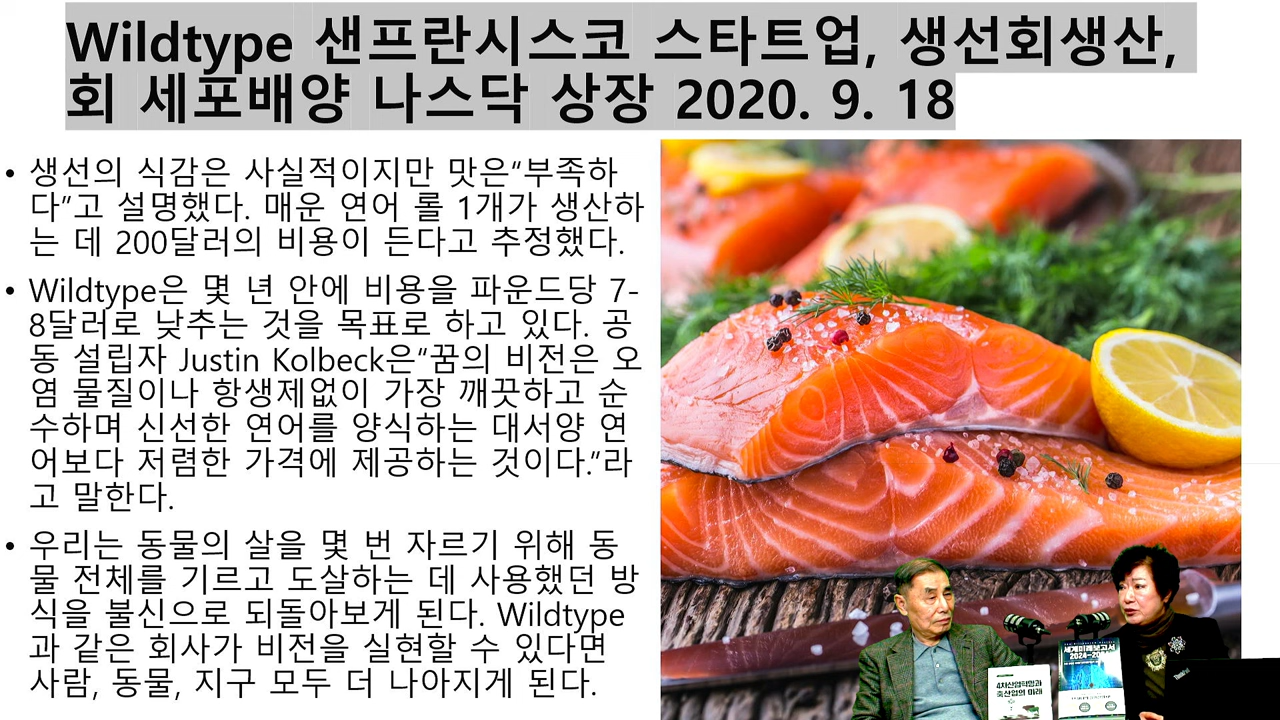 Wildtype 샌프란시스코 스타트업, 생선회생산,
회 세포배양 나스닥 상장 2020. 9. 18
• 생선의 식감은 사실적이지만 맛은“부족하
다”고 설명했다. 매운 연어 롤 1개가 생산하
는 데 200달러의 비용이 든다고 추정했다.
• Wildtype은 몇 년 안에 비용을 파운드당 7-
8달러로 낮추는 것을 목표로 하고 있다. 공
동 설립자 Justin Kolbeck은“꿈의 비전은 오
염 물질이나 항생제없이 가장 깨끗하고 순
수하며 신선한 연어를 양식하는 대서양 연
어보다 저렴한 가격에 제공하는 것이다.”라
고 말한다.
• 우리는 동물의 살을 몇 번 자르기 위해 동
물 전체를 기르고 도살하는 데 사용했던 방
식을 불신으로 되돌아보게 된다. Wildtype
과 같은 회사가 비전을 실현할 수 있다면
사람, 동물, 지구 모두 더 나아지게 된다.
4차산업혁명과
축산업의 미래
세계미래보고서